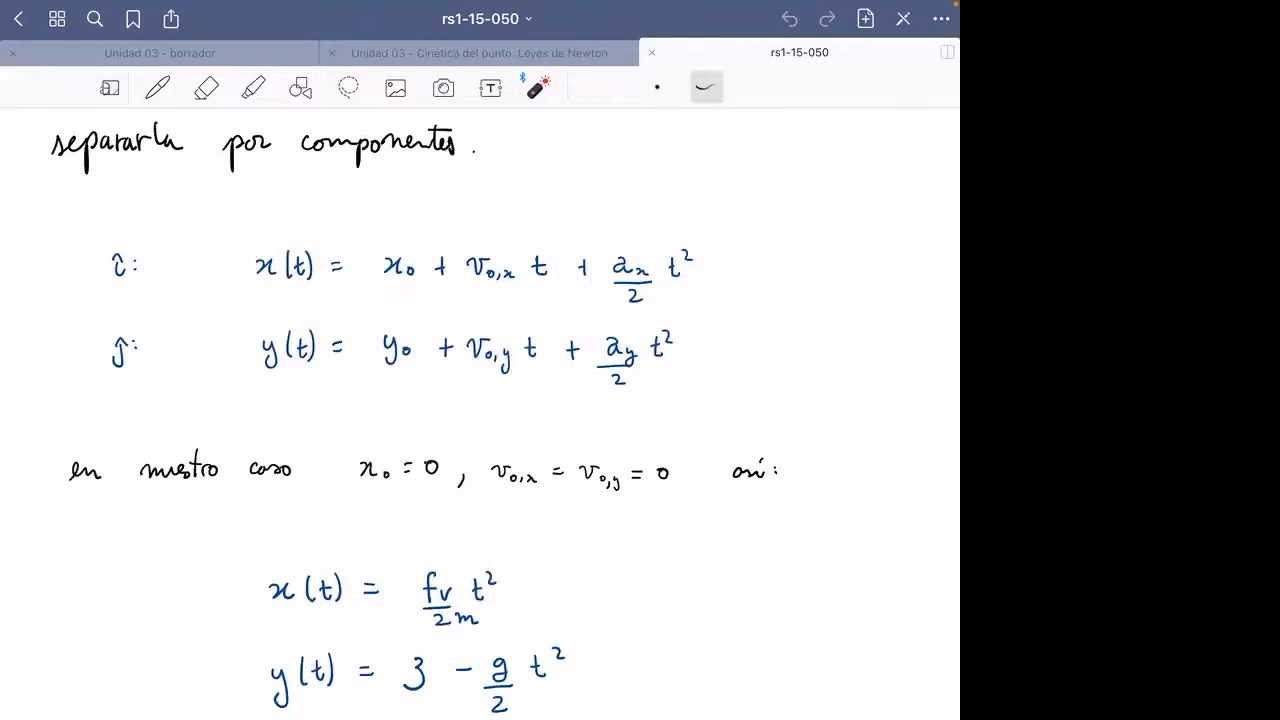 rs1-15-050
Unidad 03 - borrador
Unidad 03 - Cinética del punto. Leyes de Newton
rs1-15-050
T
separarla por componentes.
î: x(t) = x₀ + v₀,ₓ t + aₓ/2 t²
ĵ: y(t) = y₀ + v₀,y t + a_y/2 t²
en nuestro caso x₀ = 0, v₀,ₓ = v₀,y = 0 así:
x(t) = fv/2m t²
y(t) = 3 - g/2 t²